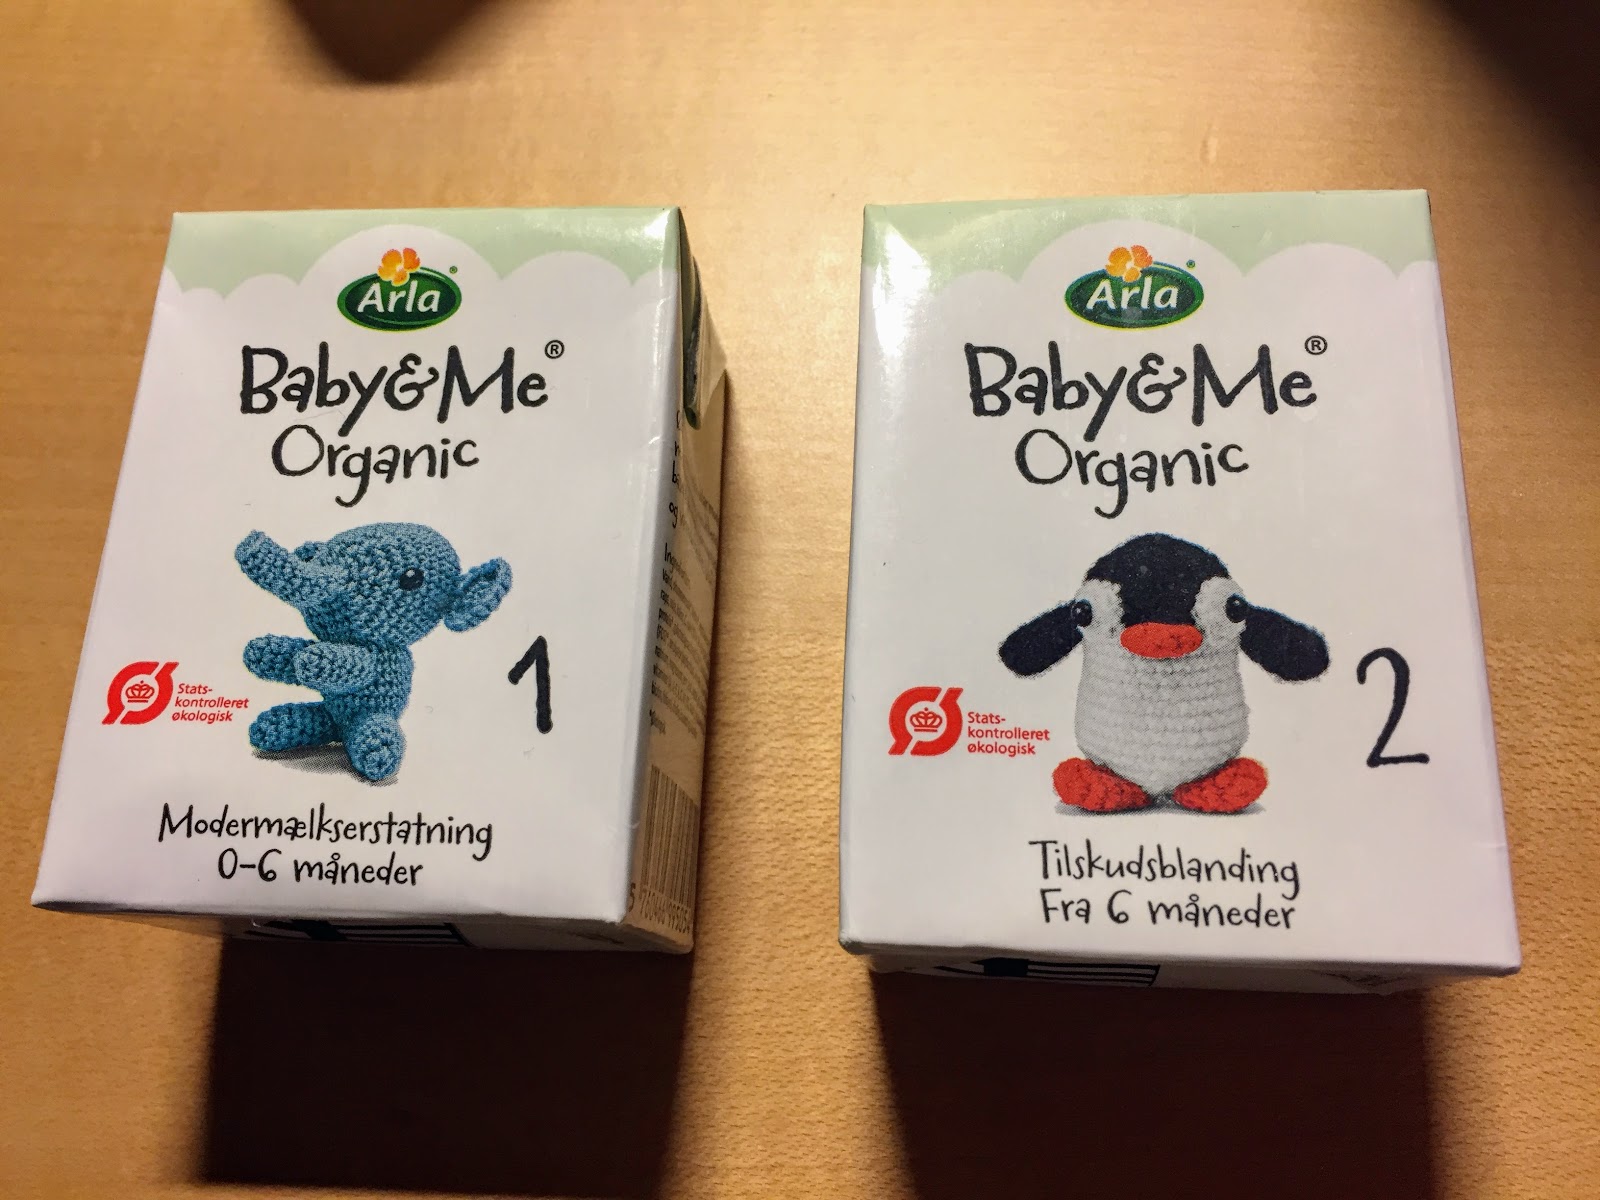 Arla
Baby&Me®
Organic
1
Stats-
kontrolleret
økologisk
Modermælkserstatning
0-6 måneder
Arla
Baby&Me®
Organic
2
Stats-
kontrolleret
økologisk
Tilskudsblanding
Fra 6 måneder